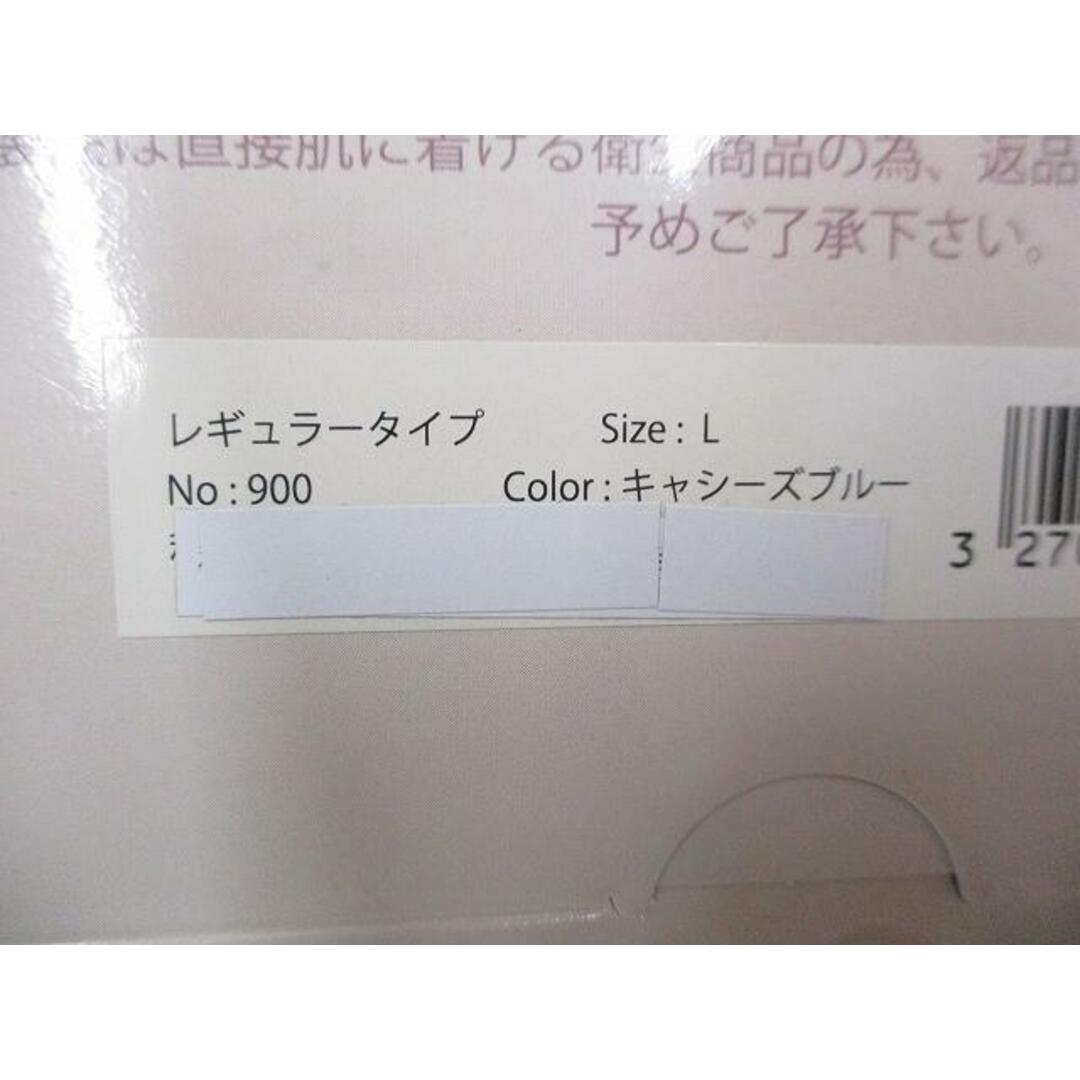 は直接肌に着ける衛生商品の為、返品
予めご了承下さい。
レギュラータイプ Size : L
No : 900 Color : キャシーズブルー
3 27